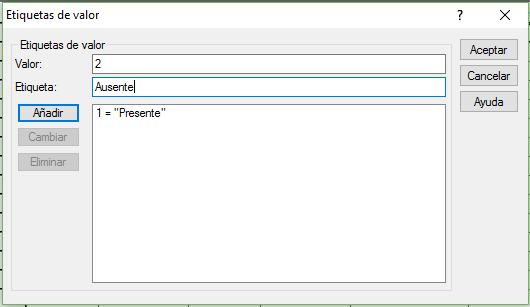 Etiquetas de valor
?
Etiquetas de valor
Valor: 2
Etiqueta: Ausente
Añadir
Cambiar
Eliminar
1 = "Presente"
Aceptar
Cancelar
Ayuda